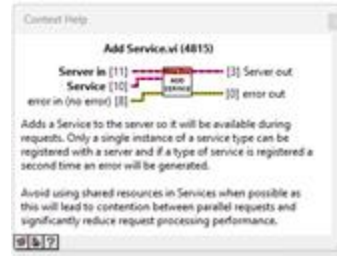 Context Help
Add Service.vi (4815)
Server in [11]
[3] Server out
Service [10]
ADD
SERVICE
error in (no error) [8]
[0] error out
Adds a Service to the server so it will be available during
requests. Only a single instance of a service type can be
registered with a server and if a type of service is registered a
second time an error will be generated.
Avoid using shared resources in Services when possible as
this will lead to contention between parallel requests and
significantly reduce request processing performance.
?